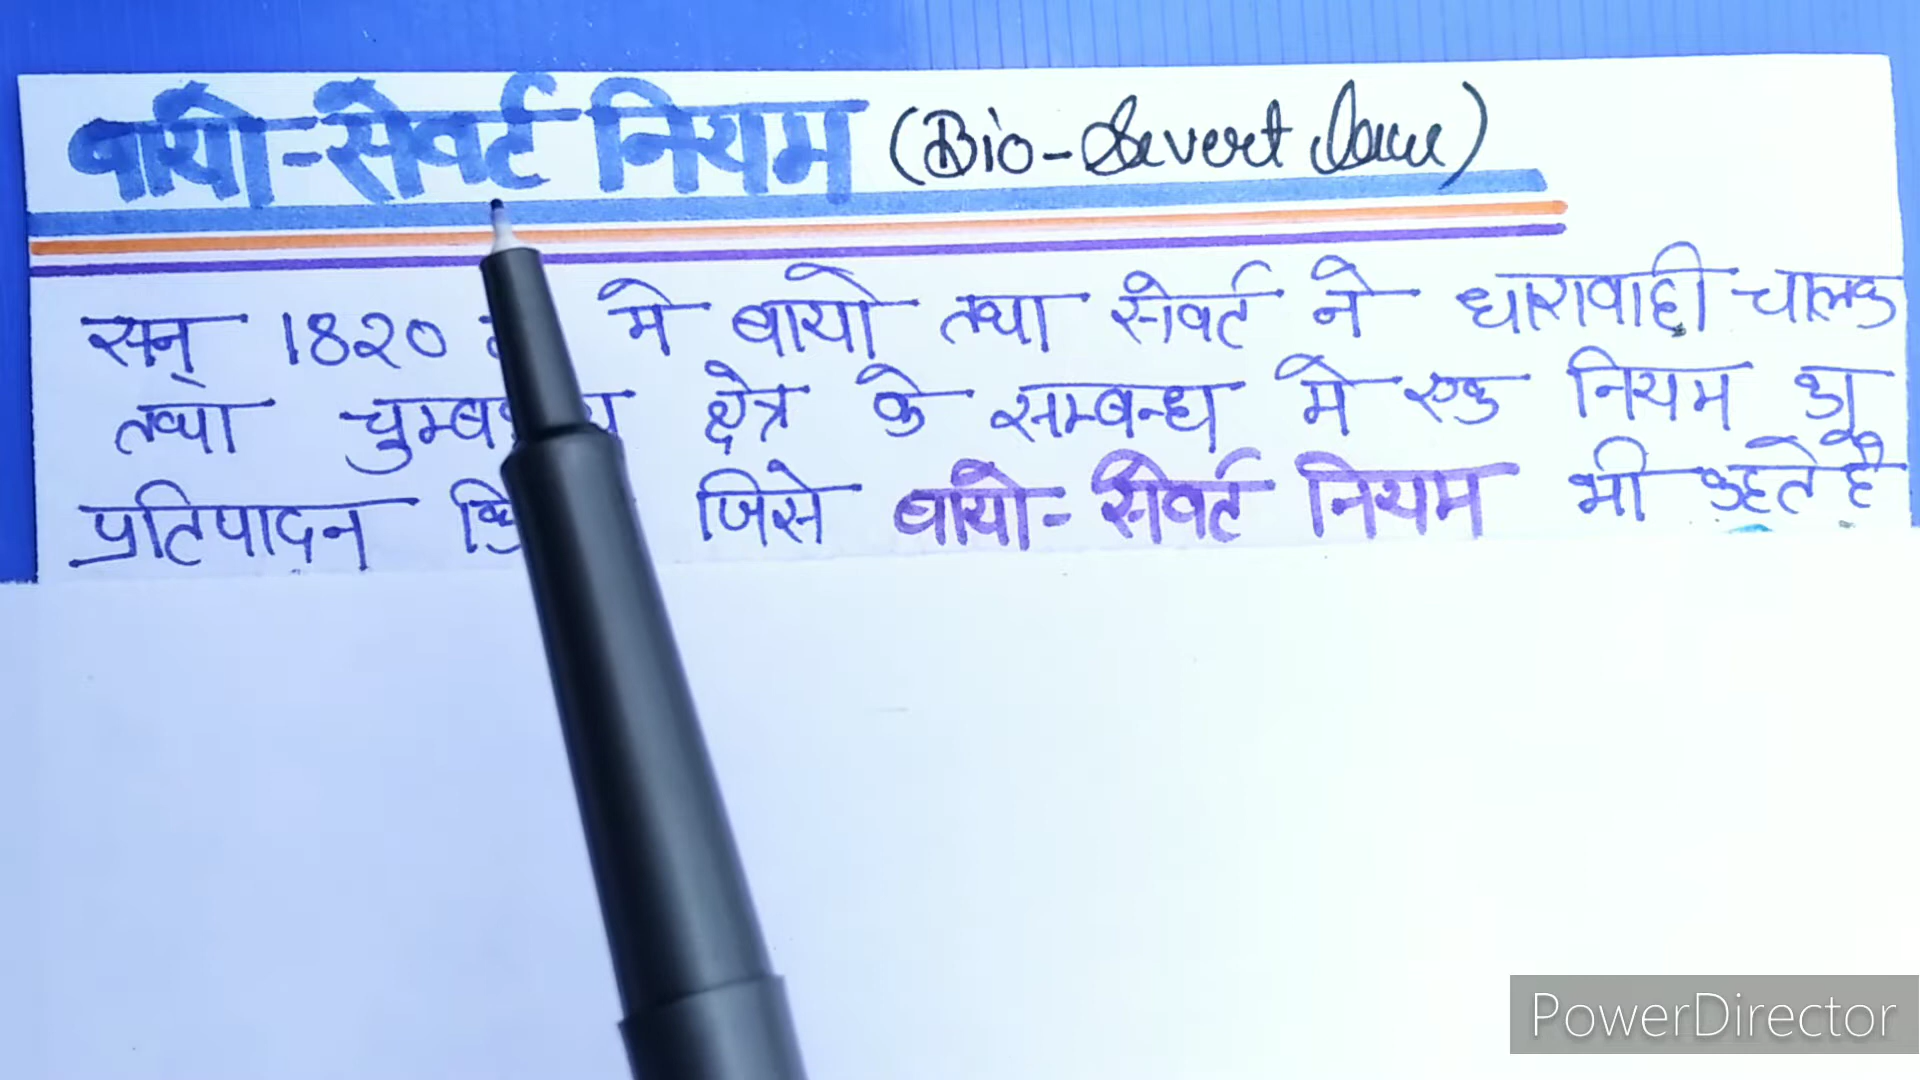 बायो-सेवर्ट नियम (Bio-Severt Law)
सन् 1820 में बायो तथा सेवर्ट ने धारावाही चालक
तथा क्षेत्र के सम्बन्ध मे एक नियम का
प्रतिपादन जिसे बायो-सेवर्ट नियम भी कहते है
PowerDirector